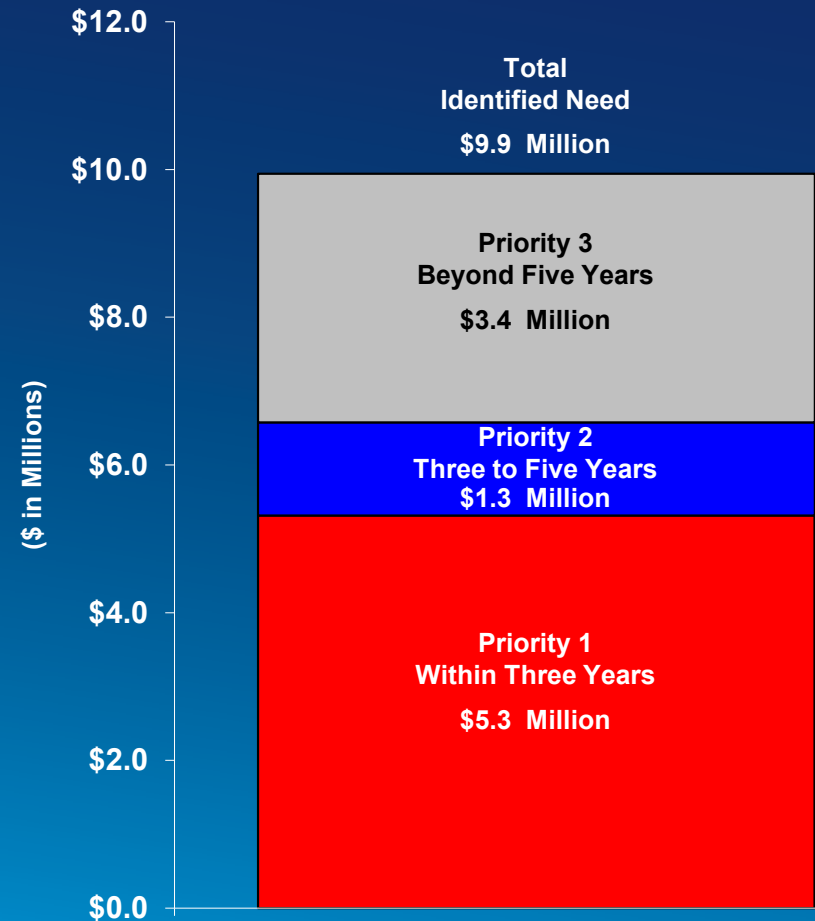 $12.0
Total
Identified Need
$9.9 Million
$10.0
Priority 3
Beyond Five Years
$3.4 Million
$8.0
Priority 2
Three to Five Years
$1.3 Million
$6.0
($ in Millions)
$4.0
Priority 1
Within Three Years
$5.3 Million
$2.0
$0.0